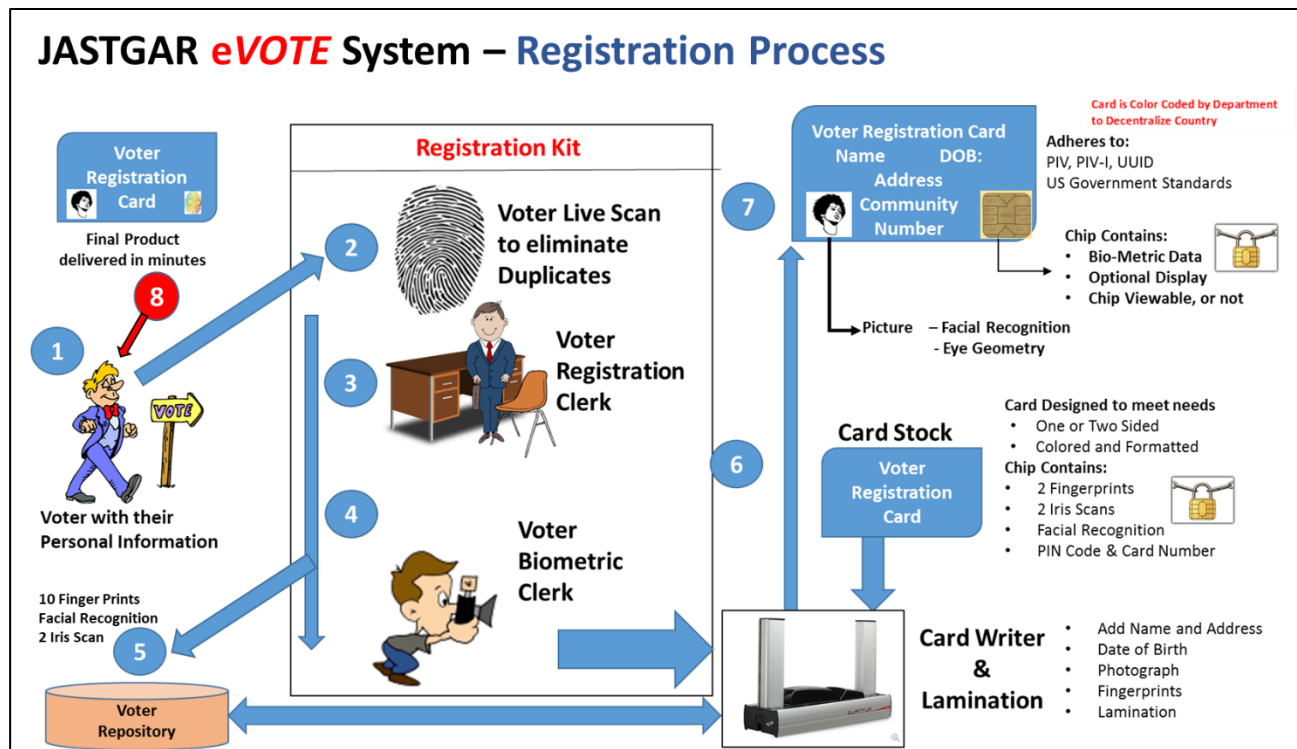 JASTGAR eVOTE System – Registration Process
Voter
Registration
Card
Final Product
delivered in minutes
8
1
VOTE
Voter with their
Personal Information
10 Finger Prints
Facial Recognition
2 Iris Scan
5
Voter
Repository
Registration Kit
2
Voter Live Scan
to eliminate
Duplicates
3
Voter
Registration
Clerk
4
Voter
Biometric
Clerk
6
7
Voter Registration Card
Name DOB:
Address
Community
Number
Card is Color Coded by Department
to Decentralize Country
Adheres to:
PIV, PIV-I, UUID
US Government Standards
Chip Contains:
• Bio-Metric Data
• Optional Display
• Chip Viewable, or not
Picture – Facial Recognition
- Eye Geometry
Card Stock
Voter
Registration
Card
Card Designed to meet needs
• One or Two Sided
• Colored and Formatted
Chip Contains:
• 2 Fingerprints
• 2 Iris Scans
• Facial Recognition
• PIN Code & Card Number
QUANTUM
Card Writer
&
Lamination
• Add Name and Address
• Date of Birth
• Photograph
• Fingerprints
• Lamination